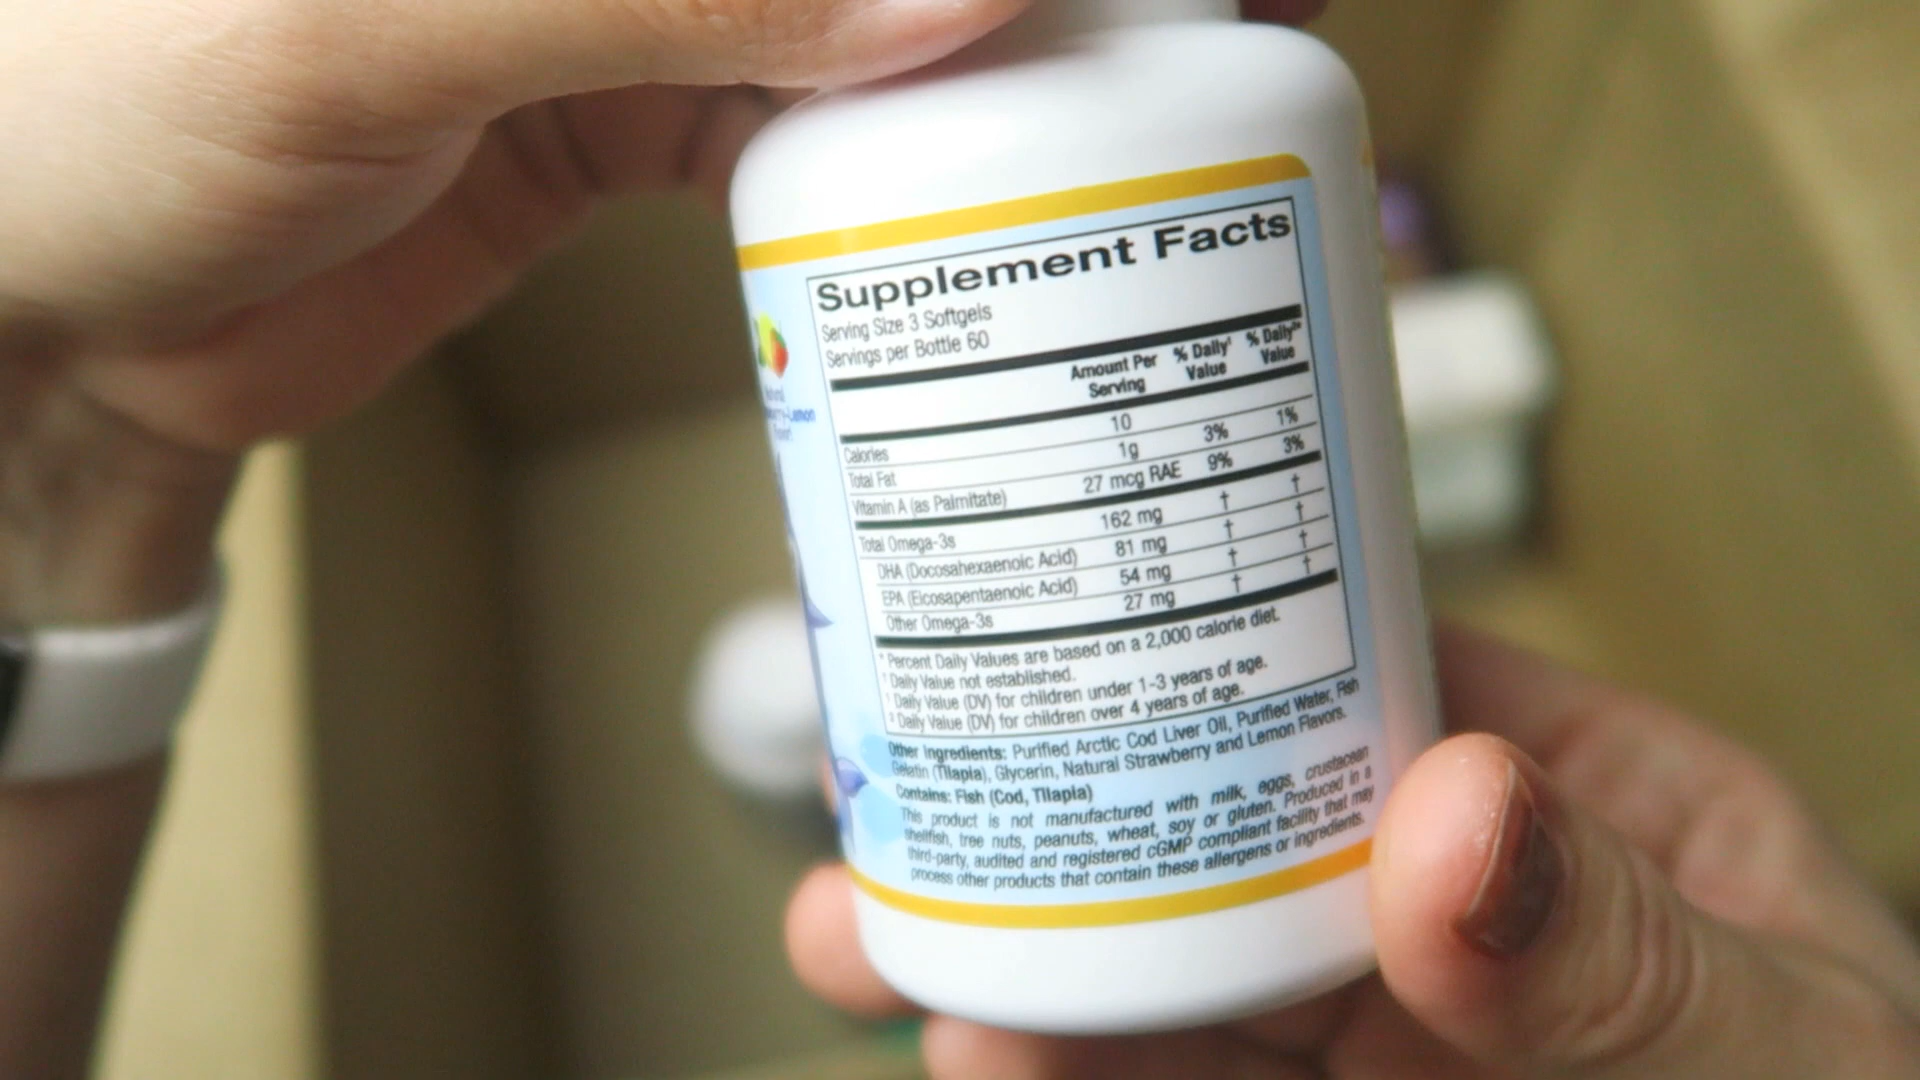 Supplement Facts
Serving Size 3 Softgels
Servings per Bottle 60
Amount Per Serving % Daily¹ Value % Daily‡* Value
Calories 10
Total Fat 1g 3% 1%
Vitamin A (as Palmitate) 27 mcg RAE 9% 3%
Total Omega-3s 162 mg † †
DHA (Docosahexaenoic Acid) 81 mg † †
EPA (Eicosapentaenoic Acid) 54 mg † †
Other Omega-3s 27 mg † †
* Percent Daily Values are based on a 2,000 calorie diet.
† Daily Value not established.
¹ Daily Value (DV) for children under 1-3 years of age.
‡ Daily Value (DV) for children over 4 years of age.
Other Ingredients: Purified Arctic Cod Liver Oil, Purified Water, Fish
Gelatin (Tilapia), Glycerin, Natural Strawberry and Lemon Flavors.
Contains: Fish (Cod, Tilapia)
This product is not manufactured with milk, eggs, crustacean
shellfish, tree nuts, peanuts, wheat, soy or gluten. Produced in a
third-party, audited and registered cGMP compliant facility that may
process other products that contain these allergens or ingredients.
-Lemon